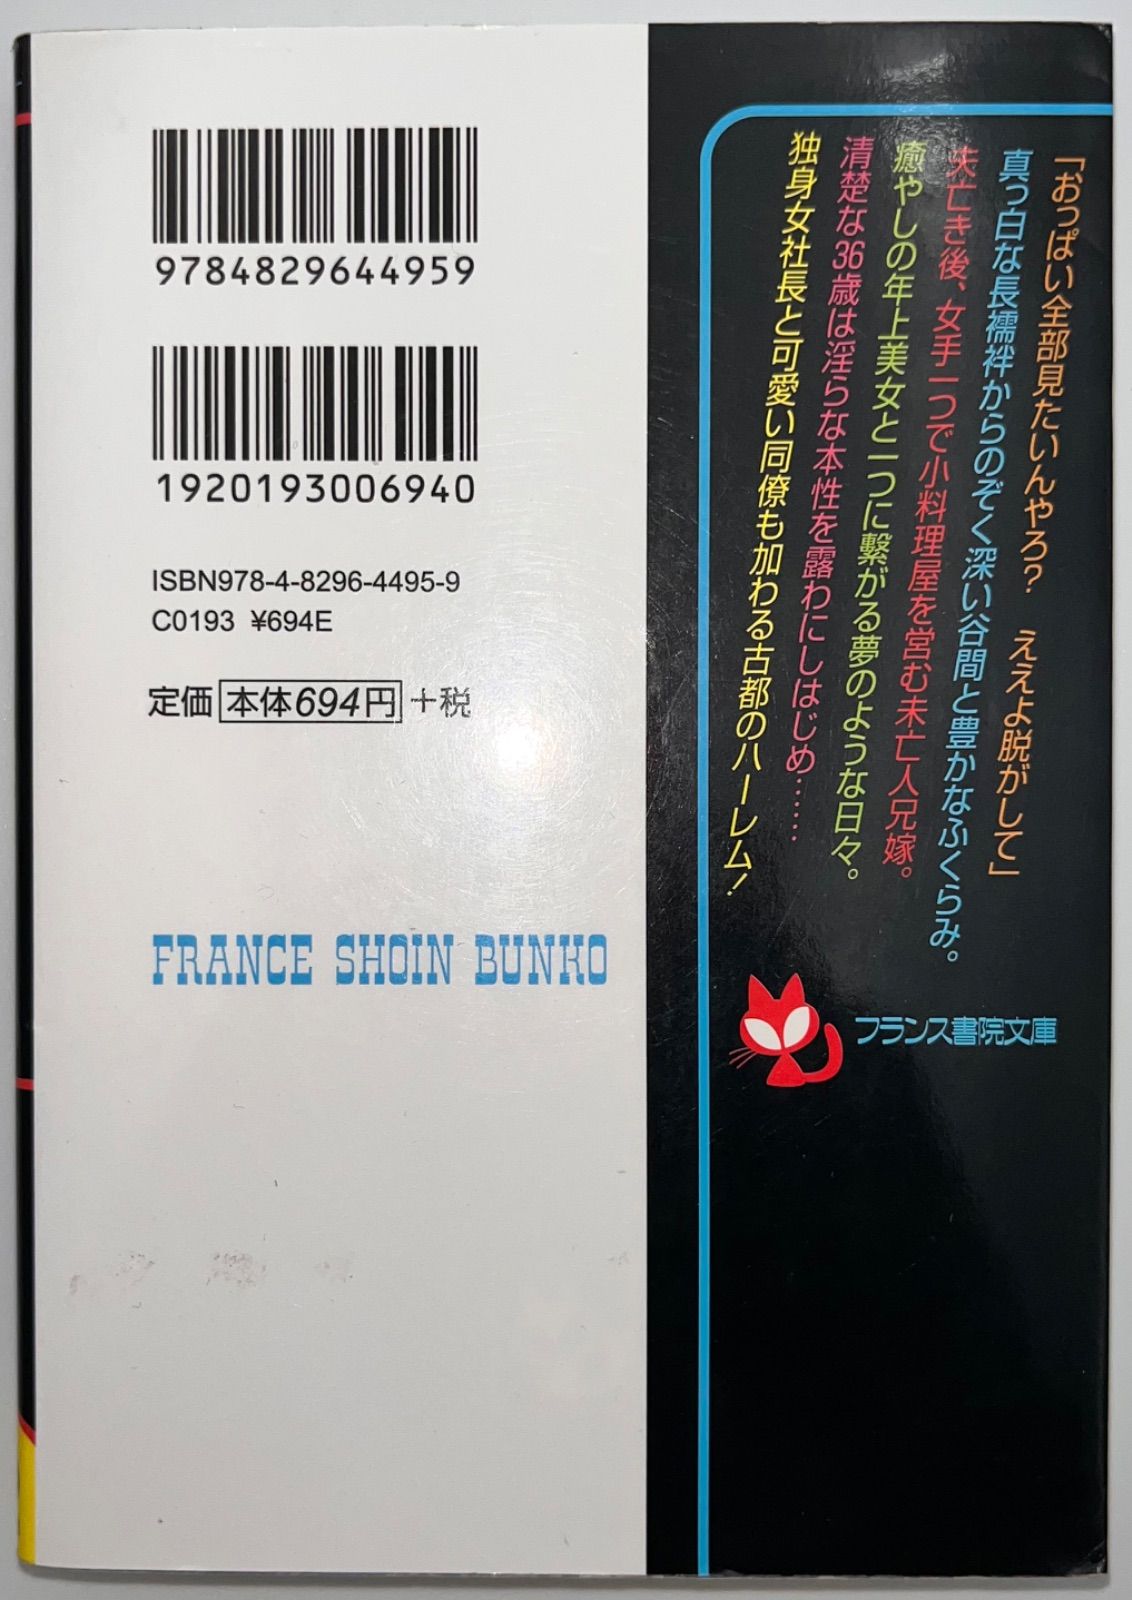 9784829644959
1920193006940
ISBN978-4-8296-4495-9
C0193 ¥694E
定価 本体694円 +税
FRANCE SHOIN BUNKO
「おっぱい全部見たいんやろ? ええよ脱がして」
真っ白な長襦袢からのぞく深い谷間と豊かなふくらみ。
夫亡き後、女手一つで小料理屋を営む未亡人兄嫁。
癒やしの年上美女と一つに繫がる夢のような日々。
清楚な36歳は淫らな本性を露わにしはじめ……
独身女社長と可愛い同僚も加わる古都のハーレム!
フランス書院文庫